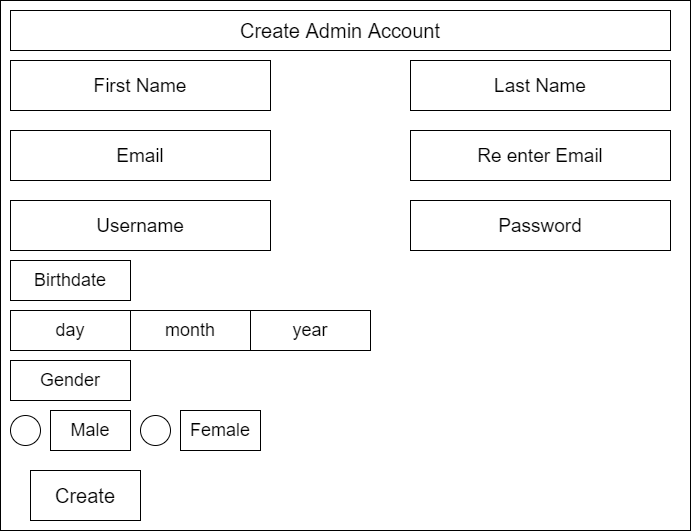 Create Admin Account
First Name Last Name
Email Re enter Email
Username Password
Birthdate
day month year
Gender
Male Female
Create